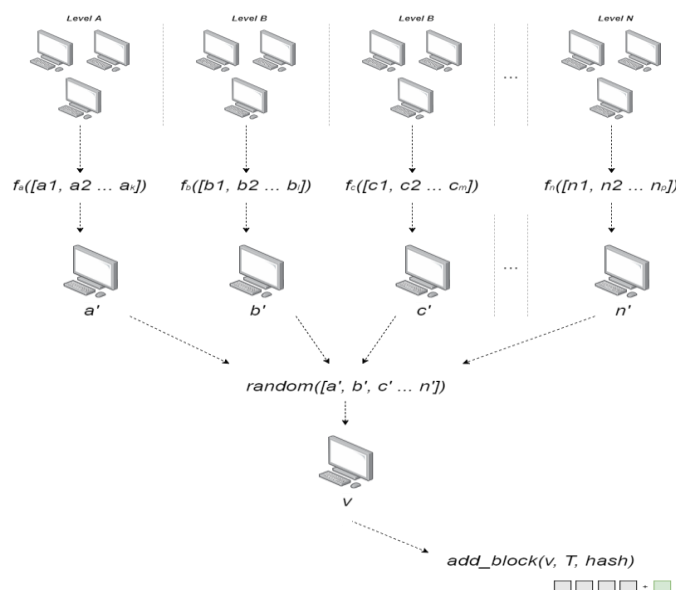 Level A Level B Level B Level N
...
fa([a1, a2 ... ak]) fb([b1, b2 ... bl]) fc([c1, c2 ... cm]) fn([n1, n2 ... np])
...
a' b' c' n'
random([a', b', c' ... n'])
v
add_block(v, T, hash)
+